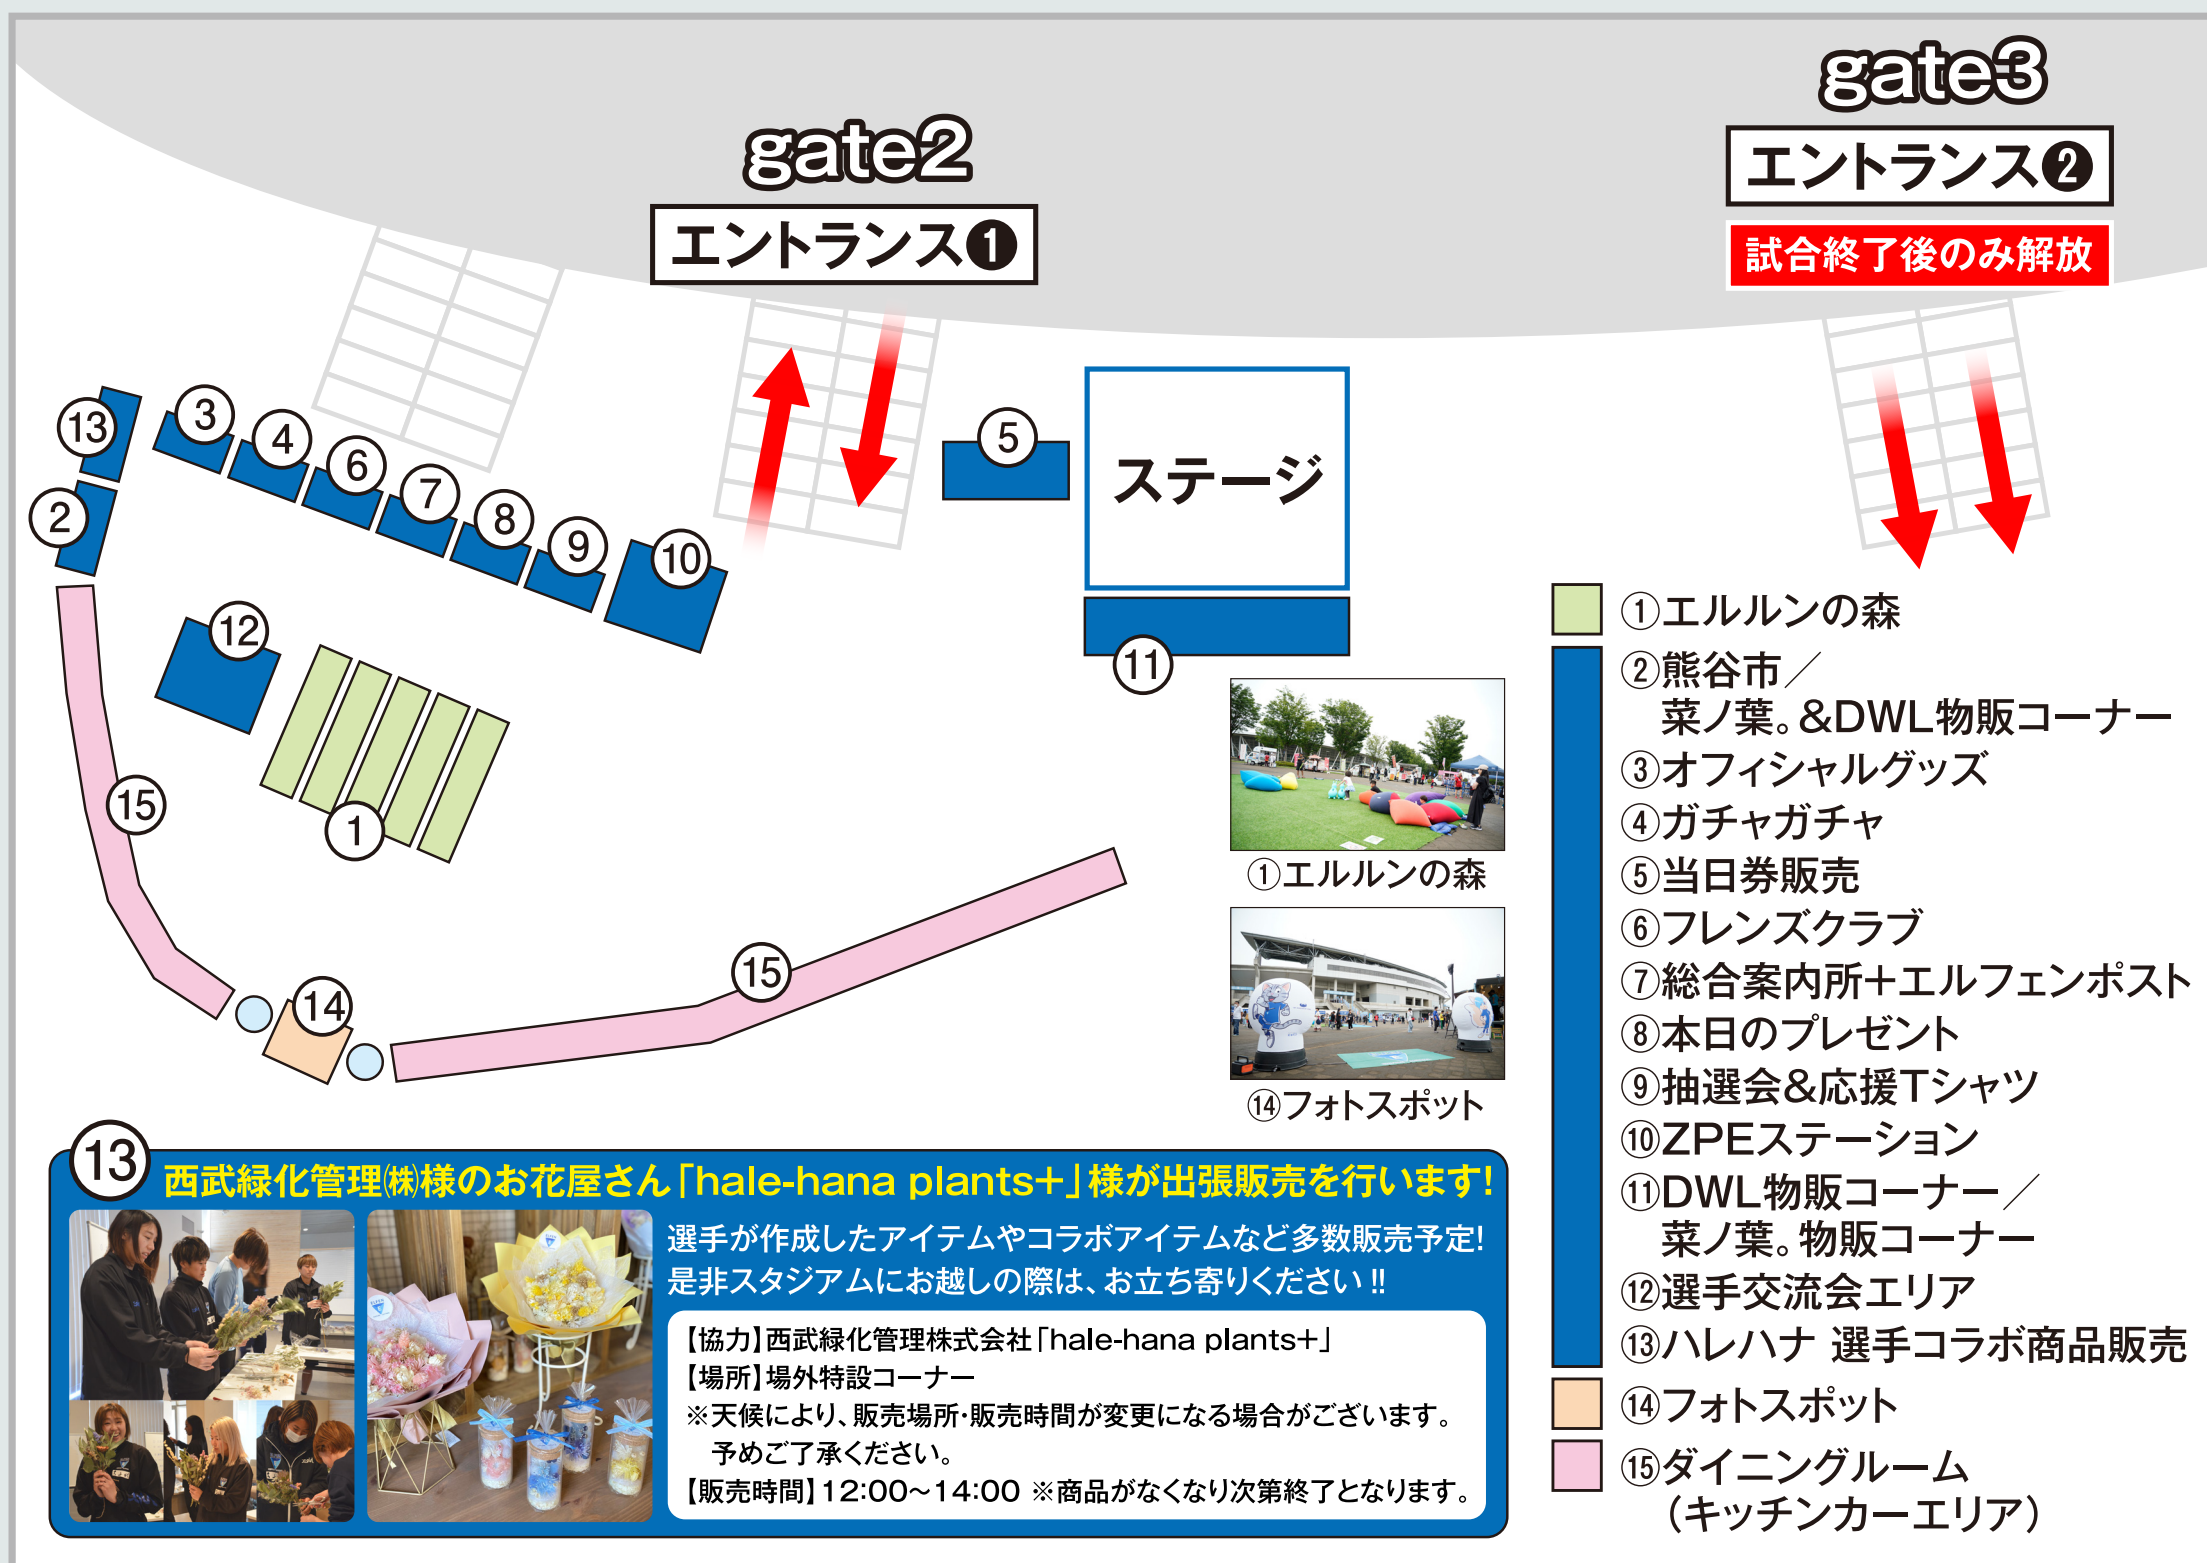 gate2
エントランス❶
gate3
エントランス❷
試合終了後のみ解放
⑬
③
④
⑥
⑦
⑧
⑨
⑩
②
⑫
①
⑮
⑭
⑮
⑤
ステージ
⑪
①エルルンの森
⑭フォトスポット
①エルルンの森
②熊谷市／
菜ノ葉。&DWL物販コーナー
③オフィシャルグッズ
④ガチャガチャ
⑤当日券販売
⑥フレンズクラブ
⑦総合案内所+エルフェンポスト
⑧本日のプレゼント
⑨抽選会&応援Tシャツ
⑩ZPEステーション
⑪DWL物販コーナー／
菜ノ葉。物販コーナー
⑫選手交流会エリア
⑬ハレハナ 選手コラボ商品販売
⑭フォトスポット
⑮ダイニングルーム
（キッチンカーエリア）
⑬
西武緑化管理㈱様のお花屋さん「hale-hana plants+」様が出張販売を行います!
選手が作成したアイテムやコラボアイテムなど多数販売予定!
是非スタジアムにお越しの際は、お立ち寄りください!!
【協力】西武緑化管理株式会社「hale-hana plants+」
【場所】場外特設コーナー
※天候により、販売場所・販売時間が変更になる場合がございます。
予めご了承ください。
【販売時間】12:00～14:00 ※商品がなくなり次第終了となります。